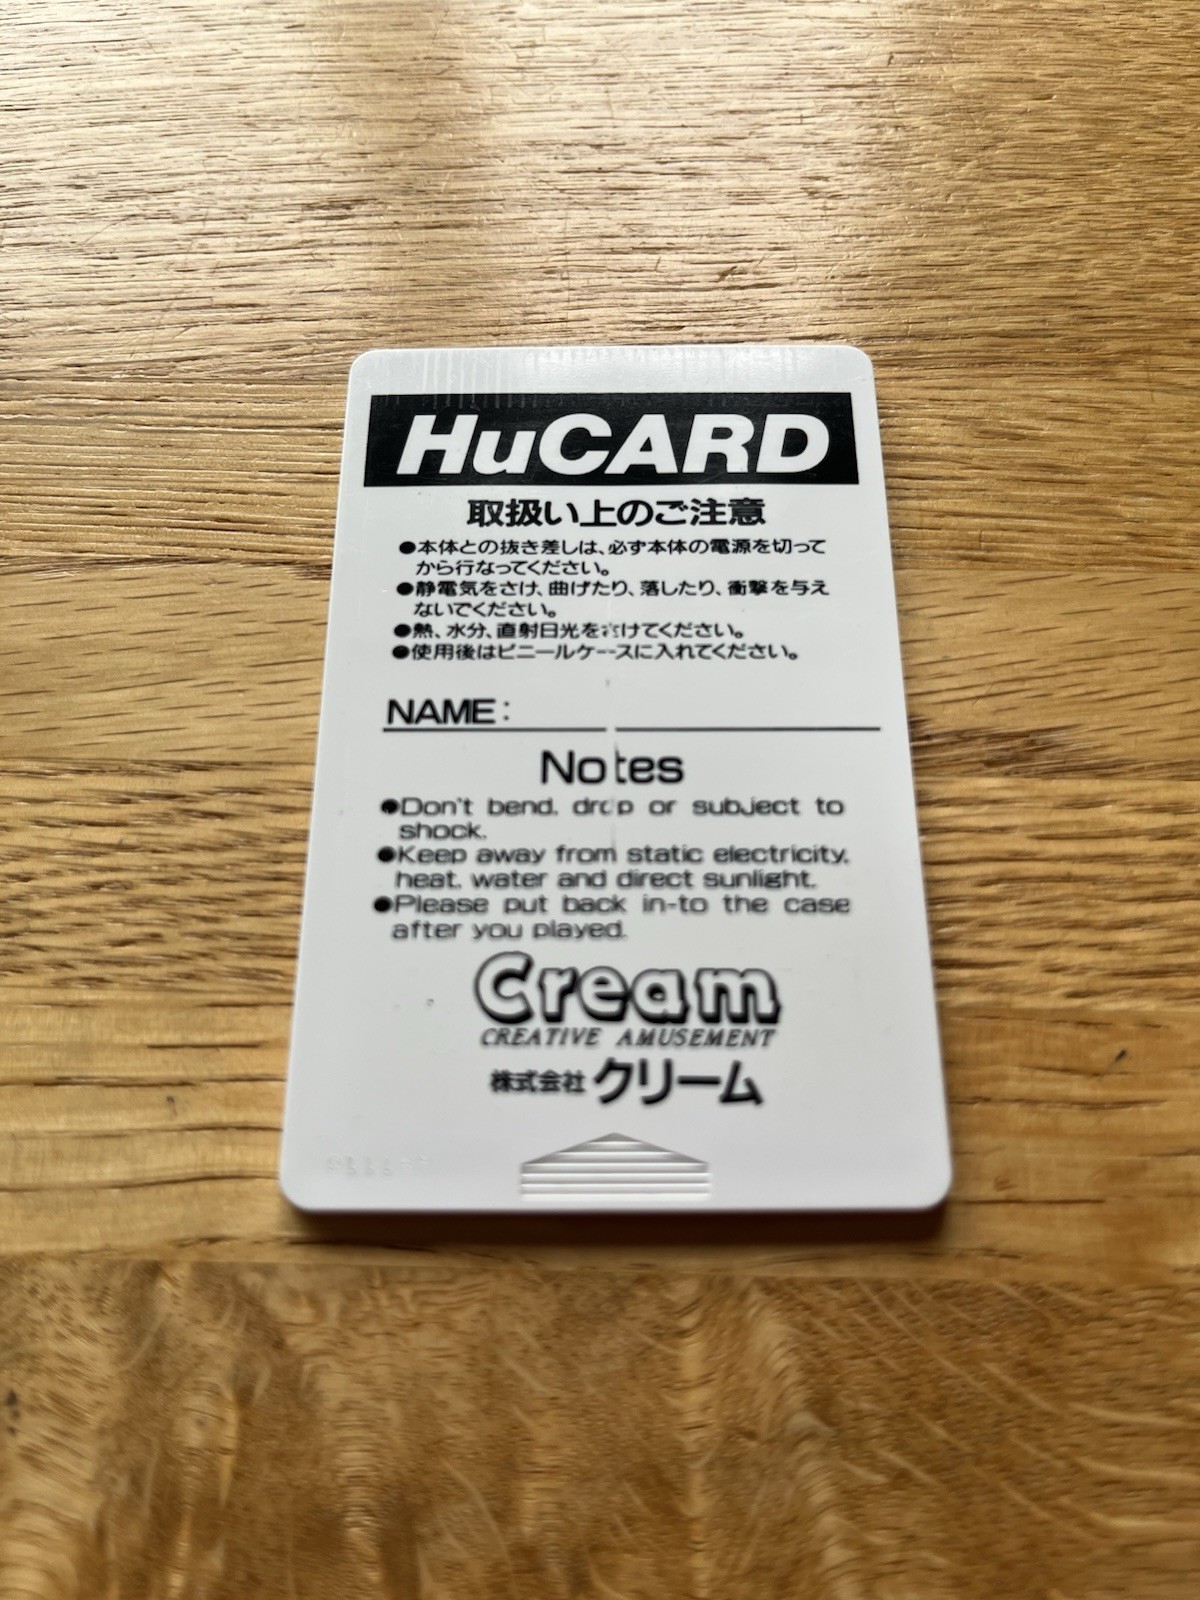 HuCARD
取扱い上のご注意
●本体との抜き差しは、必ず本体の電源を切って
から行なってください。
●静電気をさけ、曲げたり、落したり、衝撃を与え
ないでください。
●熱、水分、直射日光をさけてください。
●使用後はビニールケースに入れてください。
NAME:
Notes
●Don't bend, drop or subject to
shock.
●Keep away from static electricity,
heat, water and direct sunlight.
●Please put back in-to the case
after you played.
Cream
CREATIVE AMUSEMENT
株式会社クリーム